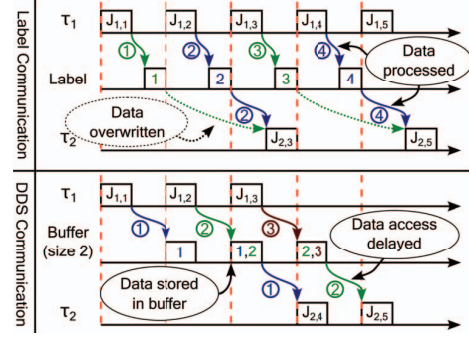 Label Communication
τ₁ J₁,₁ J₁,₂ J₁,₃ J₁,₄ J₁,₅
① ② ③ ④
Data processed
Label 1 2 3 4
Data overwritten
② ④
τ₂ J₂,₃ J₂,₅
DDS Communication
τ₁ J₁,₁ J₁,₂ J₁,₃
① ② ③
Data access delayed
Buffer (size 2) 1 1,2 2,3
Data stored in buffer
① ②
τ₂ J₂,₄ J₂,₅